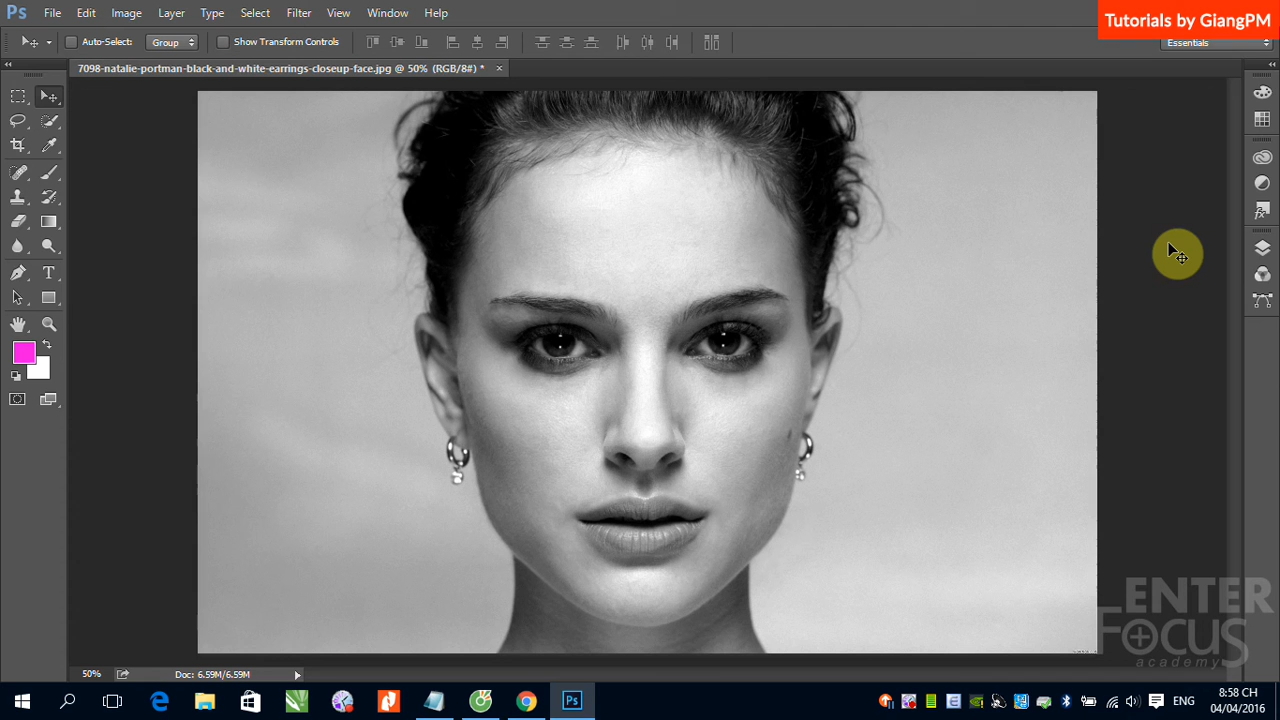 Ps File Edit Image Layer Type Select Filter View Window Help
Tutorials by GiangPM
Auto-Select: Group Show Transform Controls
Essentials
7098-natalie-portman-black-and-white-earrings-closeup-face.jpg @ 50% (RGB/8#) * ×
T
fx
ENTER
FOCUS
academy
50% Doc: 6.59M/6.59M
Ps
ENG
8:58 CH
04/04/2016